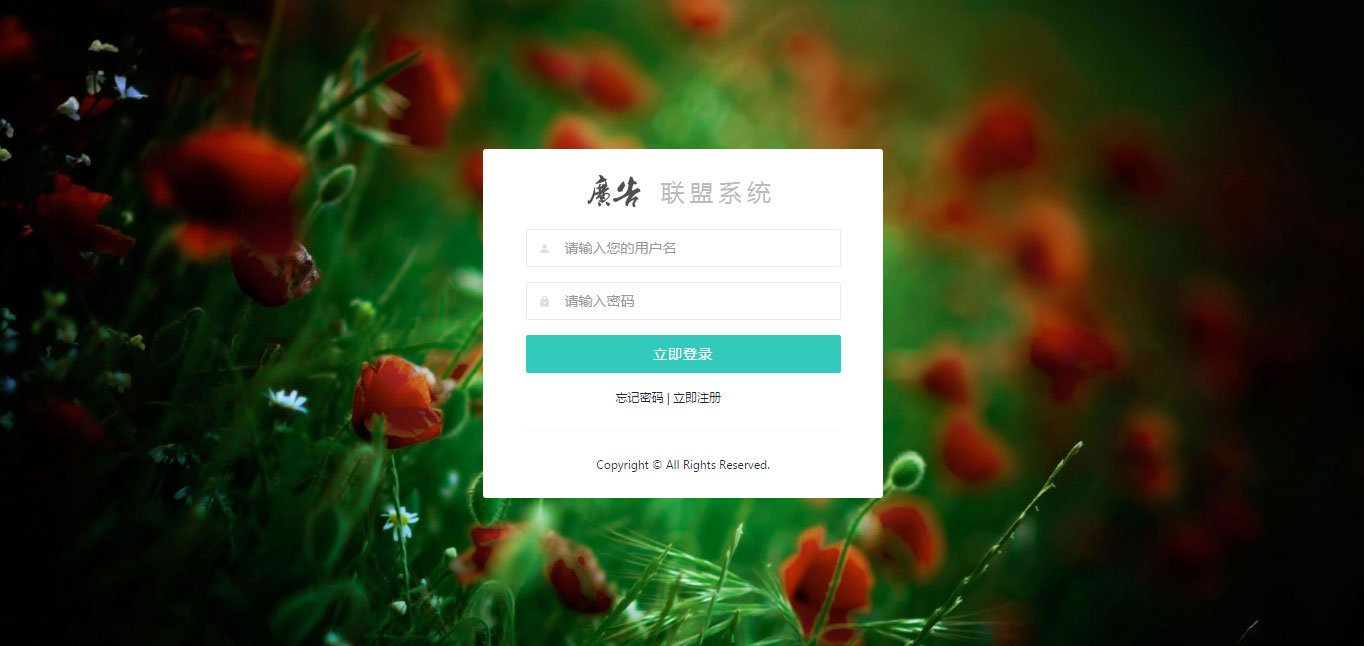 廣告 联盟系统
请输入您的用户名
请输入密码
立即登录
忘记密码 | 立即注册
Copyright © All Rights Reserved.